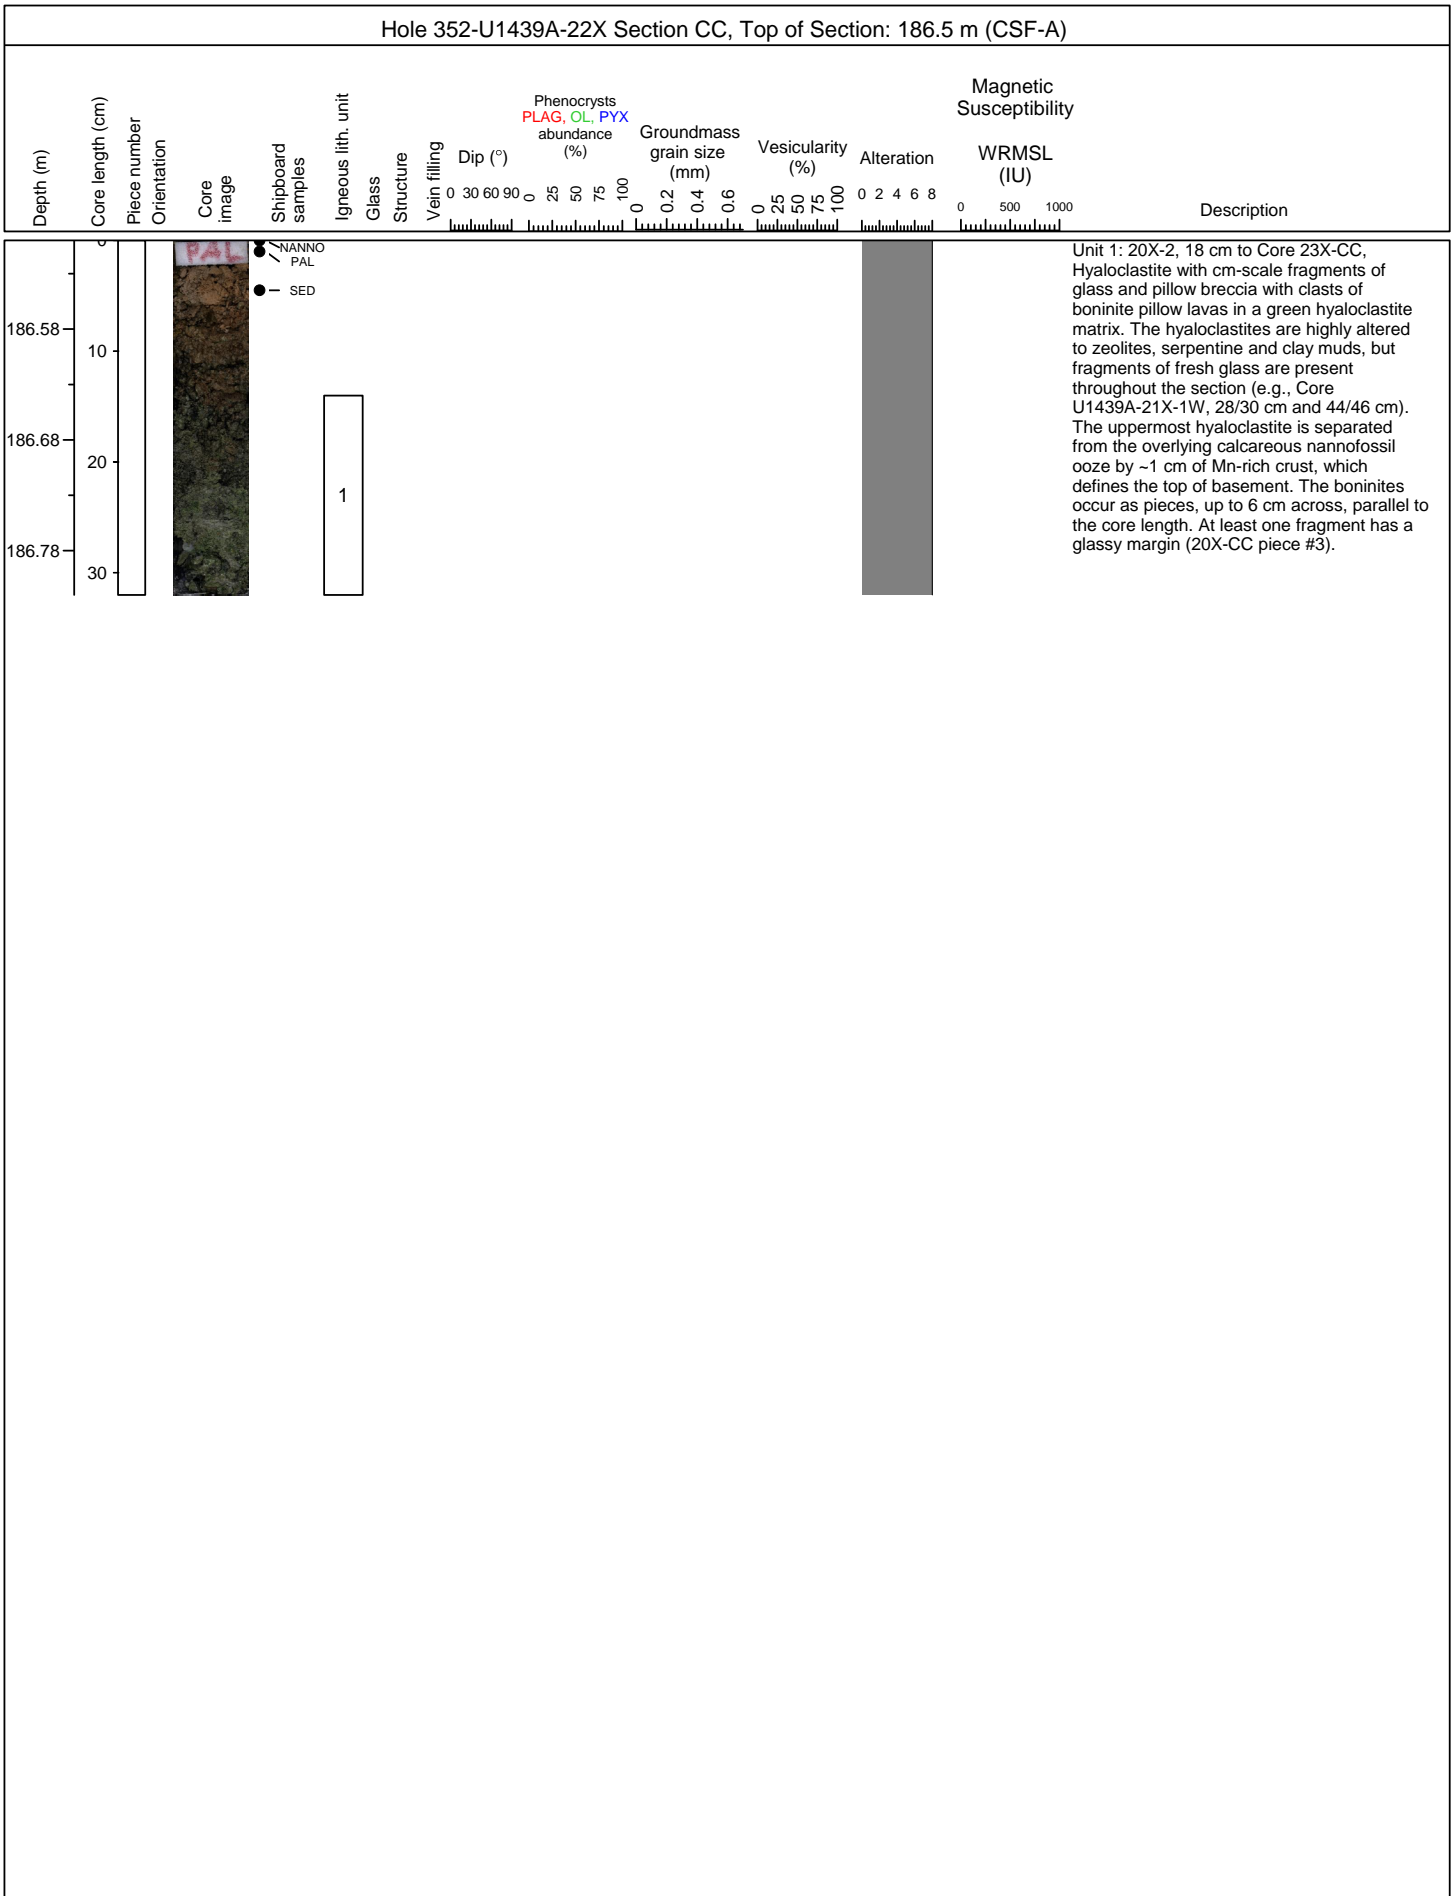 Hole 352-U1439A-22X Section CC, Top of Section: 186.5 m (CSF-A)
Depth (m)
Core length (cm)
Piece number
Orientation
Core
image
Shipboard
samples
Igneous lith. unit
Glass
Structure
Vein filling
Dip (°)
0 30 60 90
Phenocrysts
PLAG, OL, PYX
abundance
(%)
0 25 50 75 100
Groundmass
grain size
(mm)
0 0.2 0.4 0.6
Vesicularity
(%)
0 25 50 75 100
Alteration
0 2 4 6 8
Magnetic
Susceptibility
WRMSL
(IU)
0 500 1000
Description
186.58
186.68
186.78
0
10
20
30
PAL
NANNO
PAL
SED
1
Unit 1: 20X-2, 18 cm to Core 23X-CC,
Hyaloclastite with cm-scale fragments of
glass and pillow breccia with clasts of
boninite pillow lavas in a green hyaloclastite
matrix. The hyaloclastites are highly altered
to zeolites, serpentine and clay muds, but
fragments of fresh glass are present
throughout the section (e.g., Core
U1439A-21X-1W, 28/30 cm and 44/46 cm).
The uppermost hyaloclastite is separated
from the overlying calcareous nannofossil
ooze by ~1 cm of Mn-rich crust, which
defines the top of basement. The boninites
occur as pieces, up to 6 cm across, parallel to
the core length. At least one fragment has a
glassy margin (20X-CC piece #3).